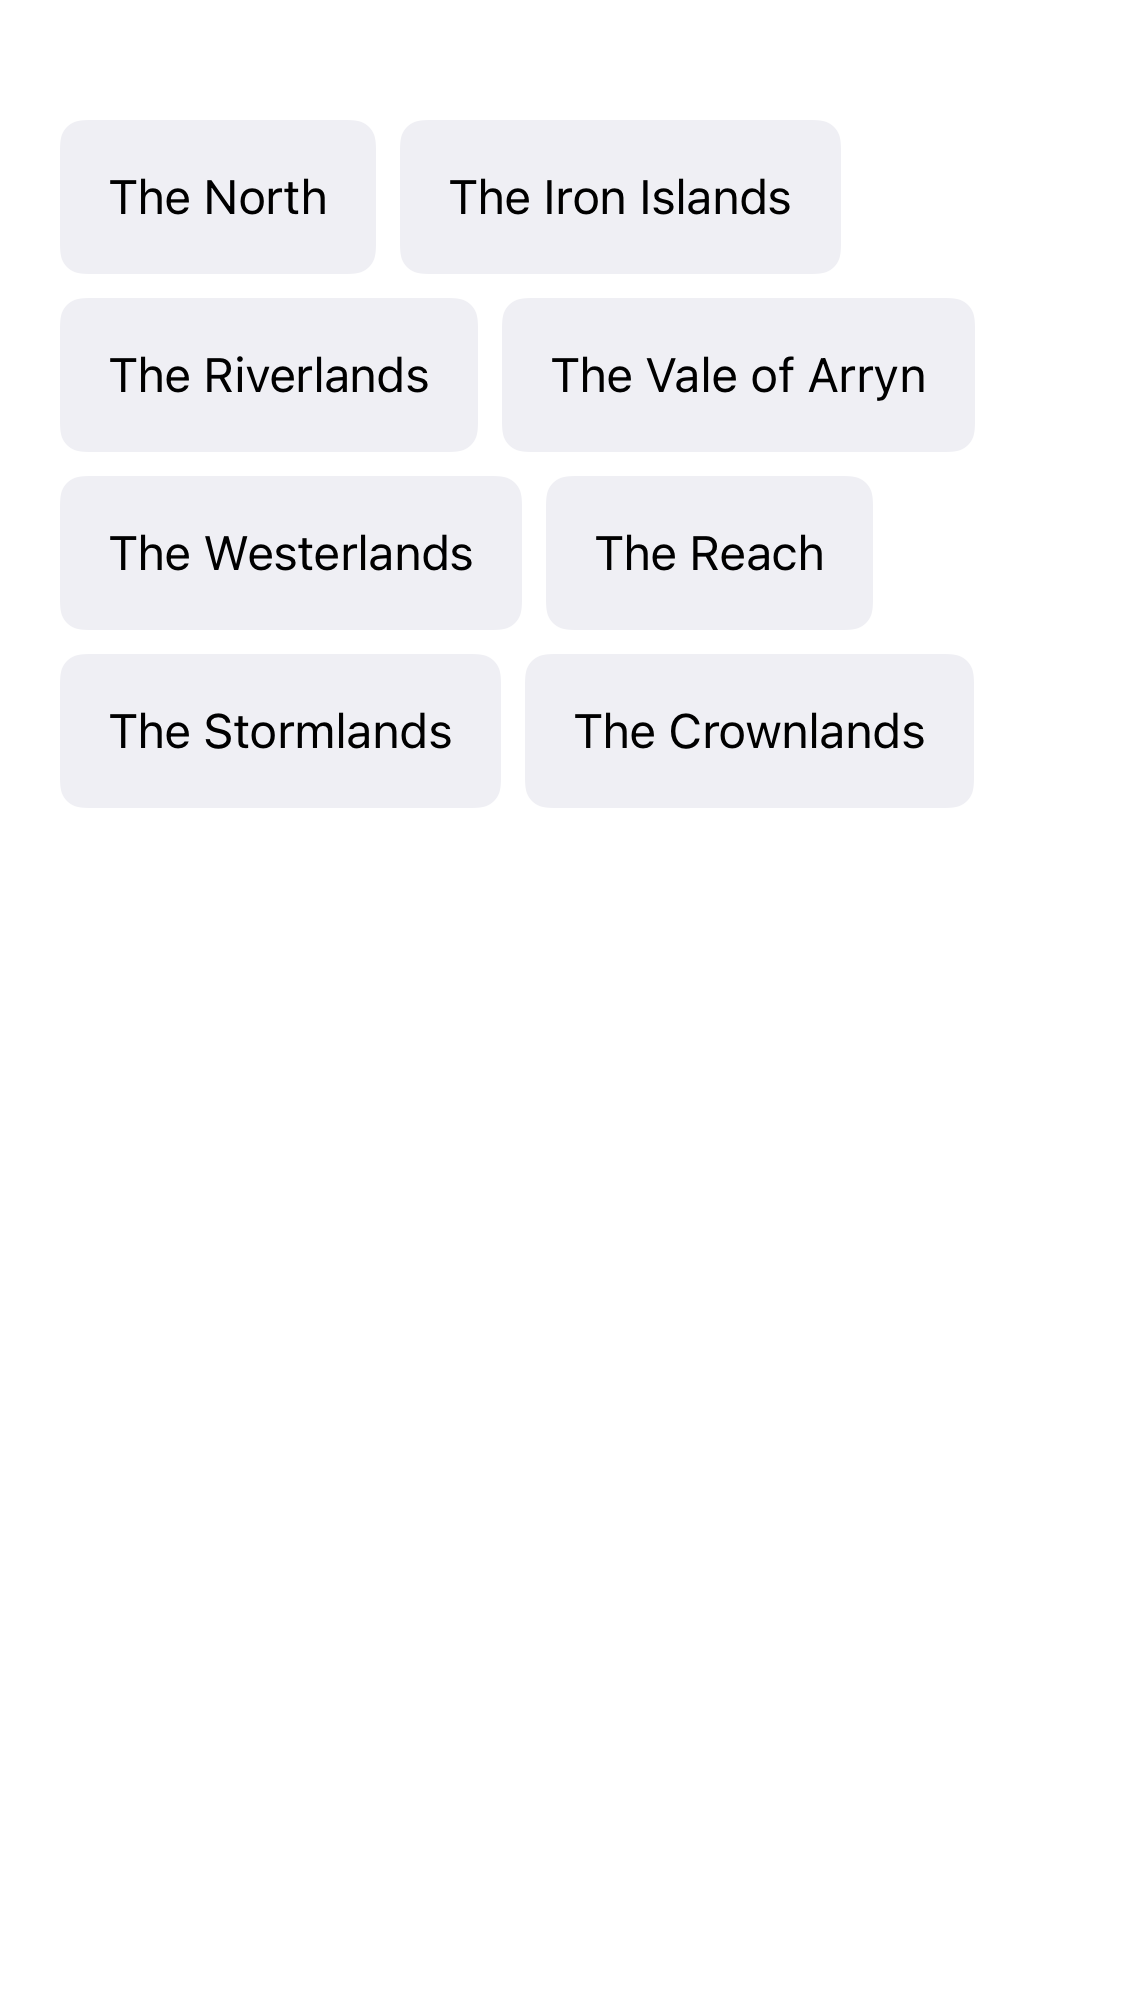 The North
The Iron Islands
The Riverlands
The Vale of Arryn
The Westerlands
The Reach
The Stormlands
The Crownlands